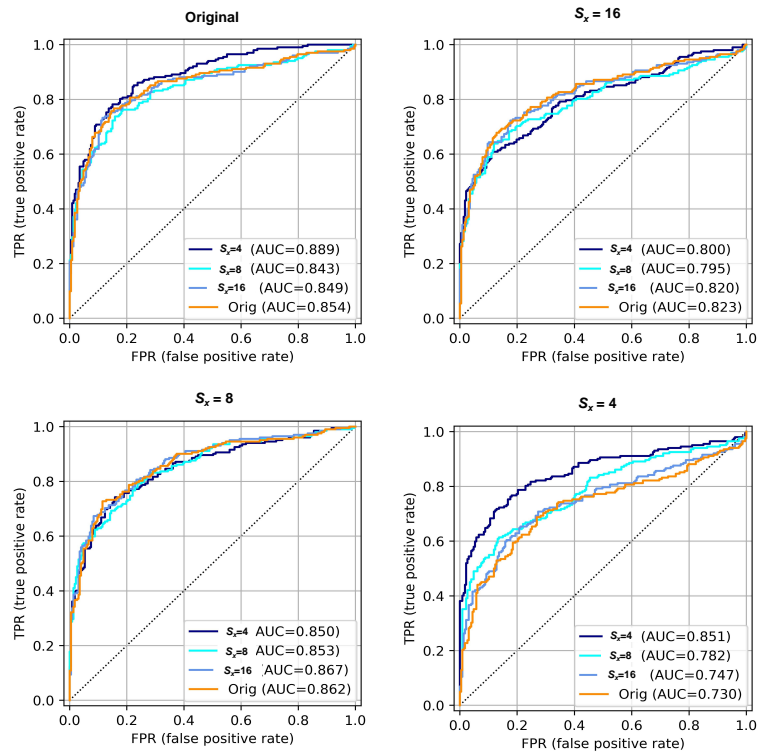 Original
1.0
0.8
0.6
0.4
0.2
0.0
TPR (true positive rate)
Sx=4 (AUC=0.889)
Sx=8 (AUC=0.843)
Sx=16 (AUC=0.849)
Orig (AUC=0.854)
0.0 0.2 0.4 0.6 0.8 1.0
FPR (false positive rate)
Sx = 16
1.0
0.8
0.6
0.4
0.2
0.0
TPR (true positive rate)
Sx=4 (AUC=0.800)
Sx=8 (AUC=0.795)
Sx=16 (AUC=0.820)
Orig (AUC=0.823)
0.0 0.2 0.4 0.6 0.8 1.0
FPR (false positive rate)
Sx = 8
1.0
0.8
0.6
0.4
0.2
0.0
TPR (true positive rate)
Sx=4 AUC=0.850)
Sx=8 AUC=0.853)
Sx=16 AUC=0.867)
Orig (AUC=0.862)
0.0 0.2 0.4 0.6 0.8 1.0
FPR (false positive rate)
Sx = 4
1.0
0.8
0.6
0.4
0.2
0.0
TPR (true positive rate)
Sx=4 (AUC=0.851)
Sx=8 (AUC=0.782)
Sx=16 (AUC=0.747)
Orig (AUC=0.730)
0.0 0.2 0.4 0.6 0.8 1.0
FPR (false positive rate)